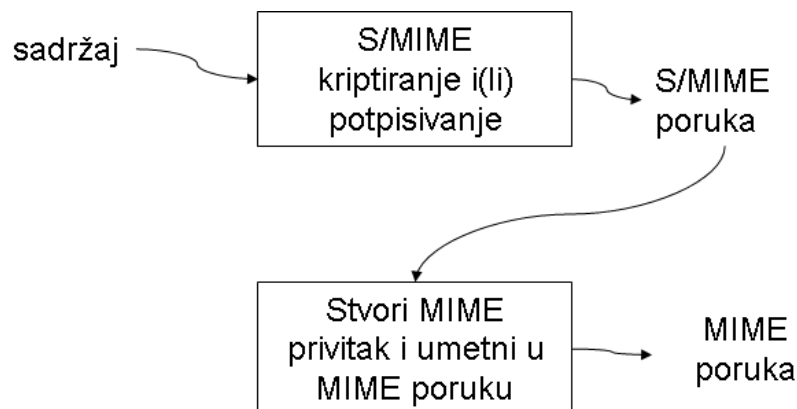 sadržaj
S/MIME
kriptiranje i(li)
potpisivanje
S/MIME
poruka
Stvori MIME
privitak i umetni u
MIME poruku
MIME
poruka